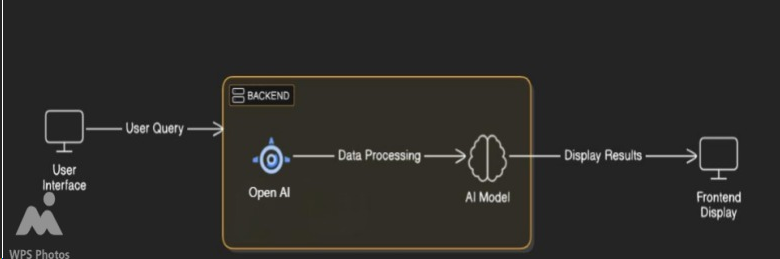 BACKEND
User Query
Data Processing
Display Results
User
Interface
Open AI
AI Model
Frontend
Display
WPS Photos